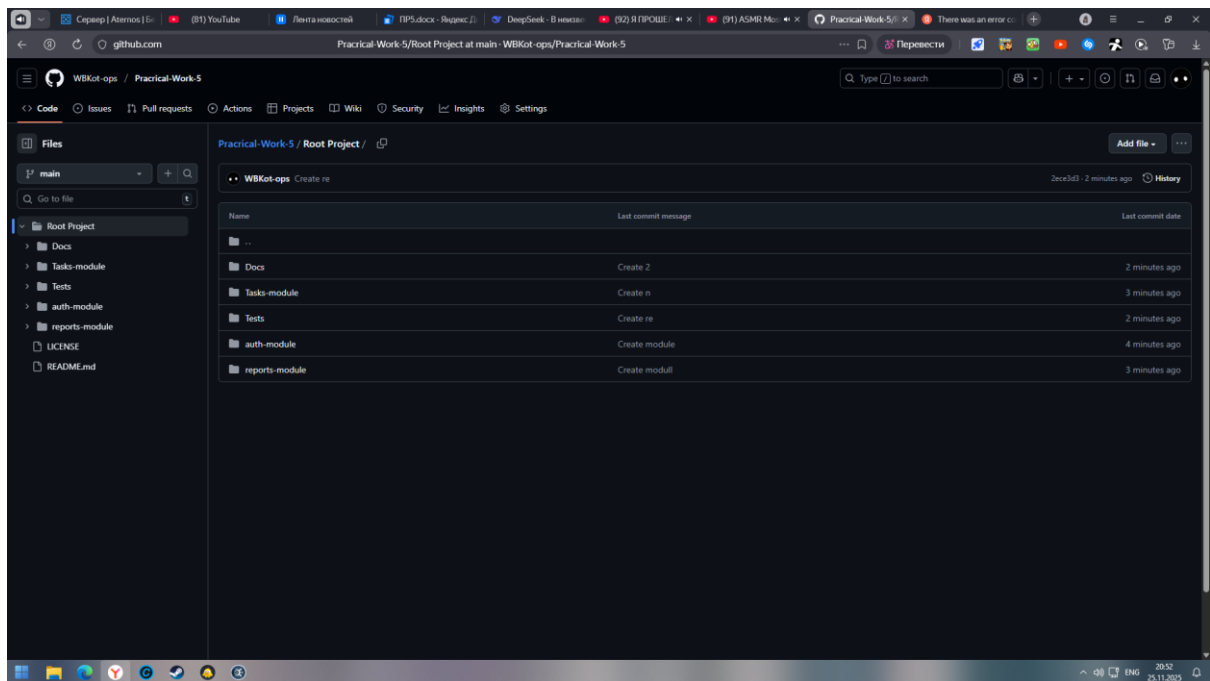 Сервер | Aternos | Бе
(81) YouTube
Лента новостей
ПР5.docx - Яндекс Д
DeepSeek - В неизве
(92) Я ПРОШЕЛ
(91) ASMR Mos
Pracrical-Work-5/
There was an error co
github.com
Pracrical-Work-5/Root Project at main · WBKot-ops/Pracrical-Work-5
Перевести
WBKot-ops / Pracrical-Work-5
Type / to search
Code Issues Pull requests Actions Projects Wiki Security Insights Settings
Files
Pracrical-Work-5 / Root Project /
Add file
main
WBKot-ops Create re
2ece3d3 · 2 minutes ago History
Go to file t
Name Last commit message Last commit date
Root Project
..
Docs
Tasks-module
Tests
auth-module
reports-module
LICENSE
README.md
Docs Create 2 2 minutes ago
Tasks-module Create n 3 minutes ago
Tests Create re 2 minutes ago
auth-module Create module 4 minutes ago
reports-module Create modull 3 minutes ago
ENG
20:52
25.11.2025